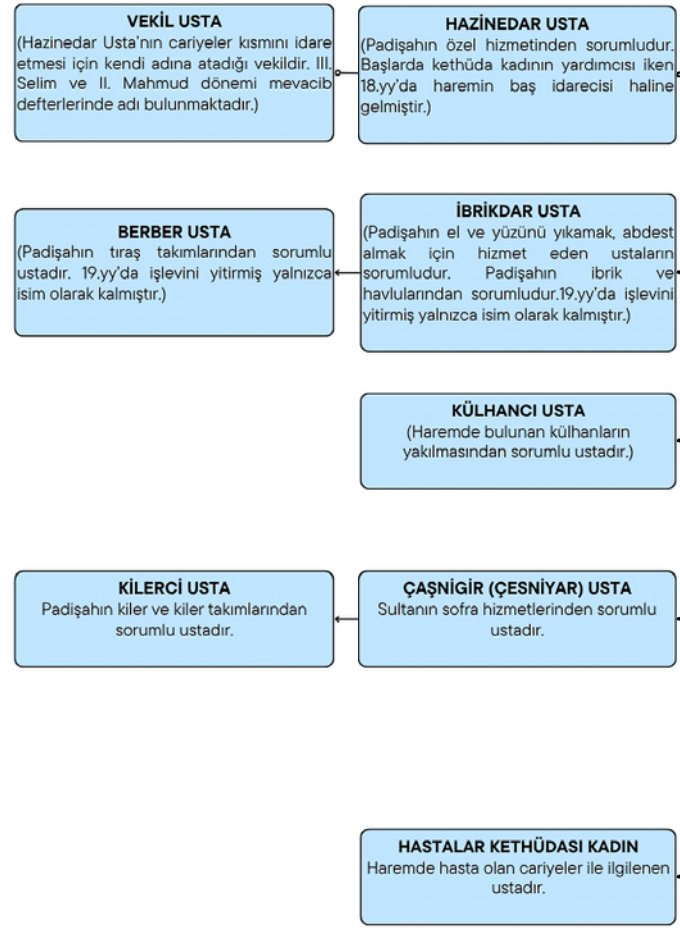 VEKİL USTA
(Hazinedar Usta'nın cariyeler kısmını idare
etmesi için kendi adına atadığı vekildir. III.
Selim ve II. Mahmud dönemi mevacib
defterlerinde adı bulunmaktadır.)
HAZİNEDAR USTA
(Padişahın özel hizmetinden sorumludur.
Başlarda kethüda kadının yardımcısı iken
18.yy'da haremin baş idarecisi haline
gelmiştir.)
BERBER USTA
(Padişahın tıraş takımlarından sorumlu
ustadır. 19.yy'da işlevini yitirmiş yalnızca
isim olarak kalmıştır.)
İBRİKDAR USTA
(Padişahın el ve yüzünü yıkamak, abdest
almak için hizmet eden ustaların
sorumludur. Padişahın ibrik ve
havlularından sorumludur.19.yy'da işlevini
yitirmiş yalnızca isim olarak kalmıştır.)
KÜLHANCI USTA
(Haremde bulunan külhanların
yakılmasından sorumlu ustadır.)
KİLERCİ USTA
Padişahın kiler ve kiler takımlarından
sorumlu ustadır.
ÇAŞNİGİR (ÇESNİYAR) USTA
Sultanın sofra hizmetlerinden sorumlu
ustadır.
HASTALAR KETHÜDASI KADIN
Haremde hasta olan cariyeler ile ilgilenen
ustadır.